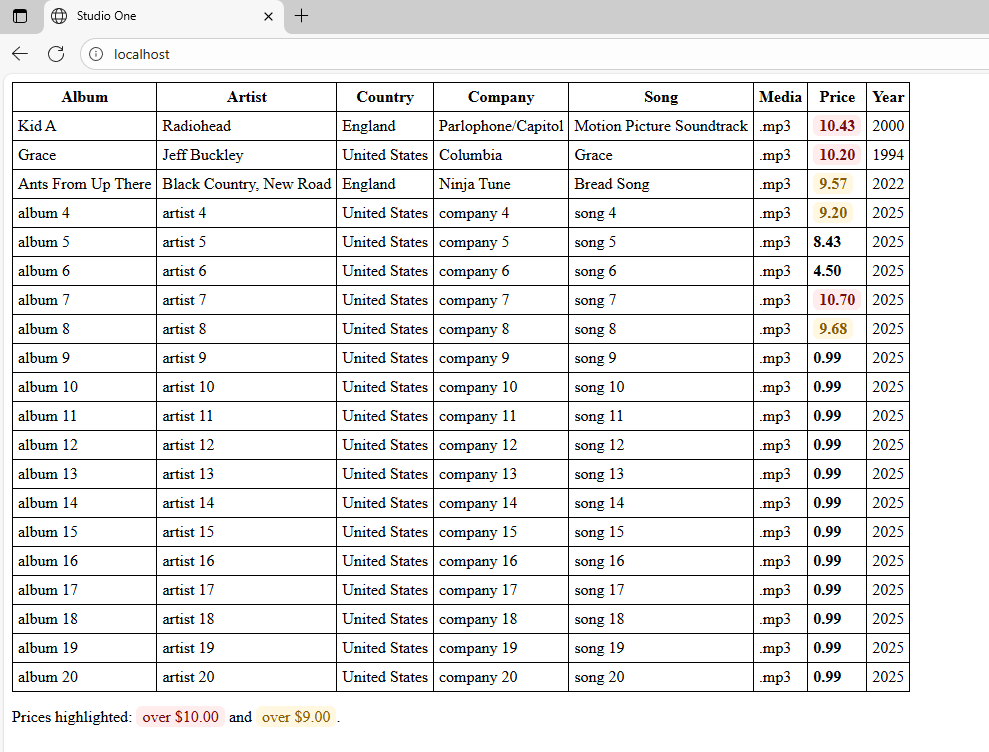 Studio One
localhost
Album Artist Country Company Song Media Price Year
Kid A Radiohead England Parlophone/Capitol Motion Picture Soundtrack .mp3 10.43 2000
Grace Jeff Buckley United States Columbia Grace .mp3 10.20 1994
Ants From Up There Black Country, New Road England Ninja Tune Bread Song .mp3 9.57 2022
album 4 artist 4 United States company 4 song 4 .mp3 9.20 2025
album 5 artist 5 United States company 5 song 5 .mp3 8.43 2025
album 6 artist 6 United States company 6 song 6 .mp3 4.50 2025
album 7 artist 7 United States company 7 song 7 .mp3 10.70 2025
album 8 artist 8 United States company 8 song 8 .mp3 9.68 2025
album 9 artist 9 United States company 9 song 9 .mp3 0.99 2025
album 10 artist 10 United States company 10 song 10 .mp3 0.99 2025
album 11 artist 11 United States company 11 song 11 .mp3 0.99 2025
album 12 artist 12 United States company 12 song 12 .mp3 0.99 2025
album 13 artist 13 United States company 13 song 13 .mp3 0.99 2025
album 14 artist 14 United States company 14 song 14 .mp3 0.99 2025
album 15 artist 15 United States company 15 song 15 .mp3 0.99 2025
album 16 artist 16 United States company 16 song 16 .mp3 0.99 2025
album 17 artist 17 United States company 17 song 17 .mp3 0.99 2025
album 18 artist 18 United States company 18 song 18 .mp3 0.99 2025
album 19 artist 19 United States company 19 song 19 .mp3 0.99 2025
album 20 artist 20 United States company 20 song 20 .mp3 0.99 2025
Prices highlighted: over $10.00 and over $9.00 .